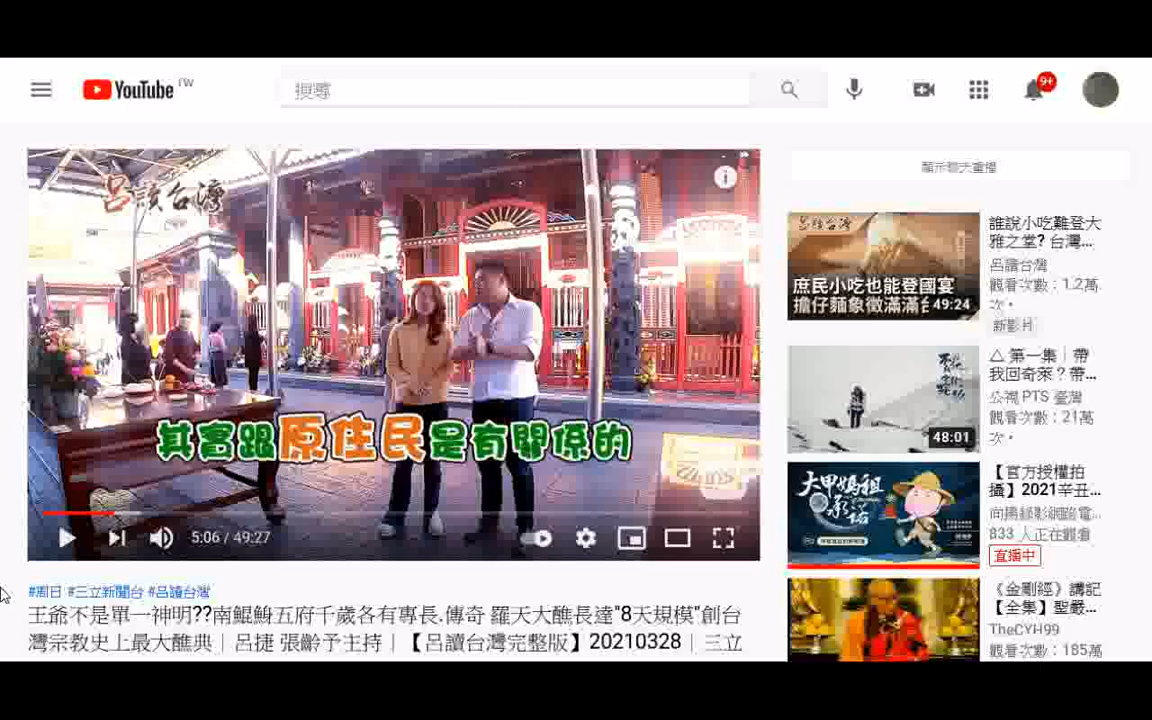 YouTube TW
搜尋
9+
顯示聊天重播
呂讀台灣
其實跟原住民是有關係的
5:06 / 49:27
#周日 #三立新聞台 #呂讀台灣
王爺不是單一神明??南鯤鯓五府千歲各有專長.傳奇 羅天大醮長達"8天規模"創台
灣宗教史上最大醮典｜呂捷 張齡予主持｜【呂讀台灣完整版】20210328｜三立
呂讀台灣
庶民小吃也能登國宴
擔仔麵象徵滿滿台
49:24
誰說小吃難登大
雅之堂? 台灣...
呂讀台灣
觀看次數：1.2萬
次・
新影片
48:01
△ 第一集｜帶
我回奇萊？帶...
公視 PTS 臺灣
觀看次數：21萬
次・
大甲媽祖
承諾
【官方授權拍
攝】2021辛丑...
833 人正在觀看
直播中
《金剛經》講記
【全集】聖嚴...
TheCYH99
觀看次數：185萬